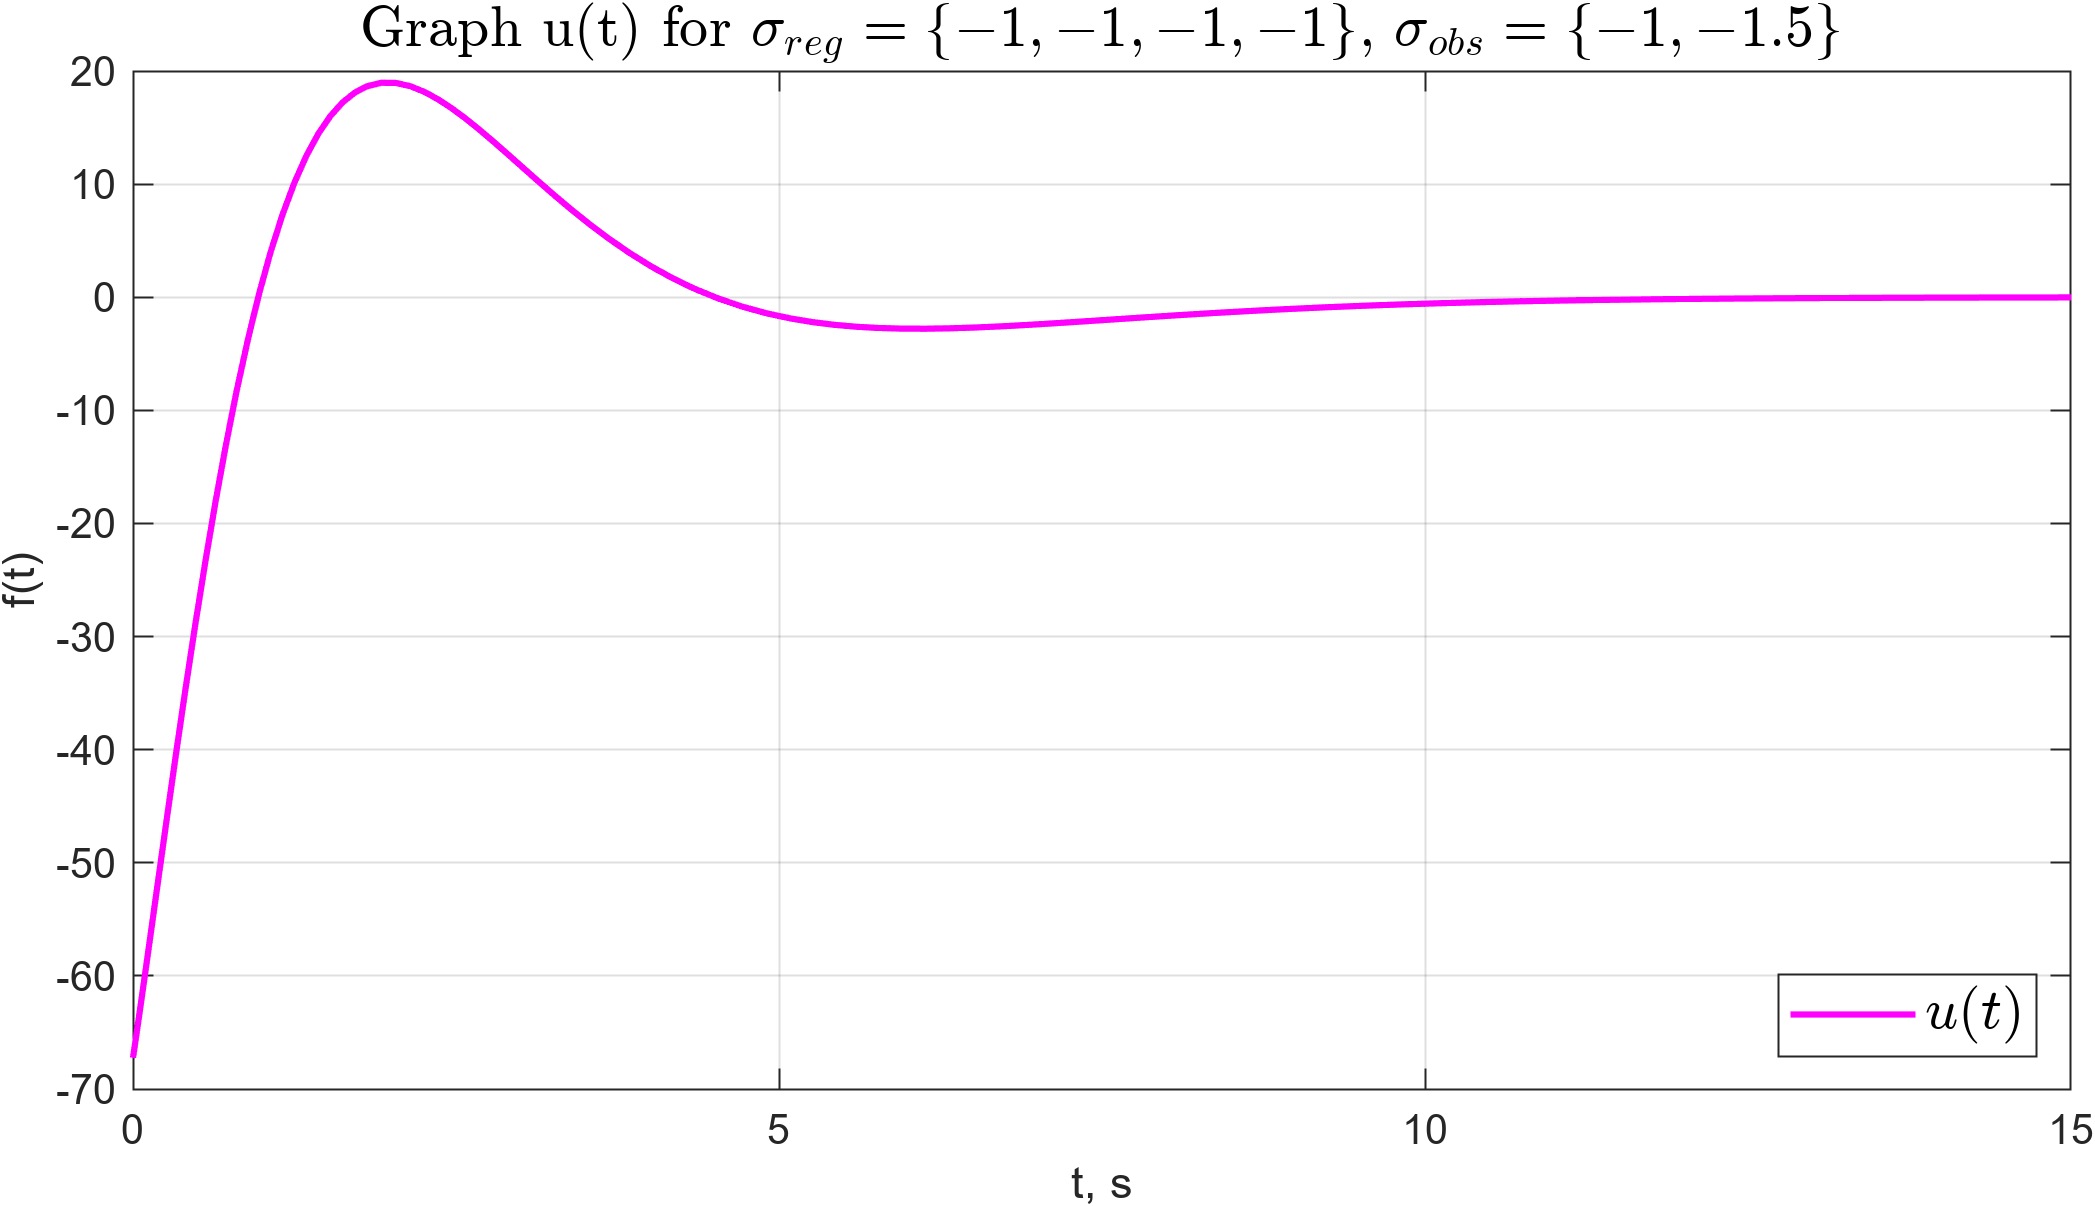 Graph u(t) for σ_reg = {−1, −1, −1, −1}, σ_obs = {−1, −1.5}
20
10
0
-10
-20
-30
-40
-50
-60
-70
f(t)
u(t)
0 5 10 15
t, s